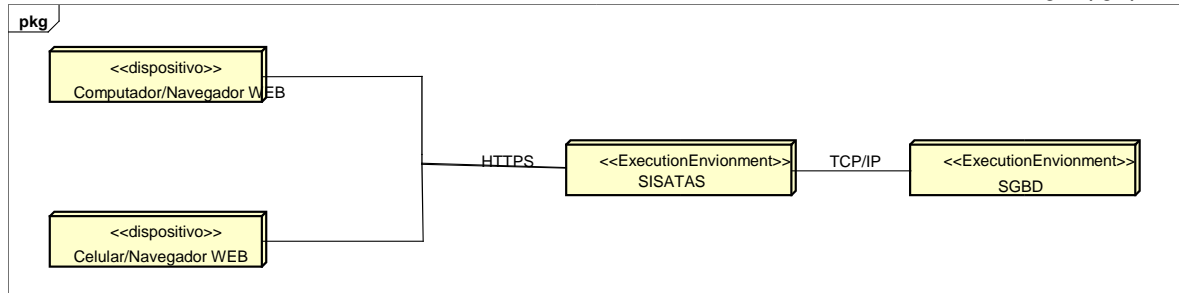 pkg
<<dispositivo>>
Computador/Navegador WEB
HTTPS
<<ExecutionEnvionment>>
SISATAS
TCP/IP
<<ExecutionEnvionment>>
SGBD
<<dispositivo>>
Celular/Navegador WEB